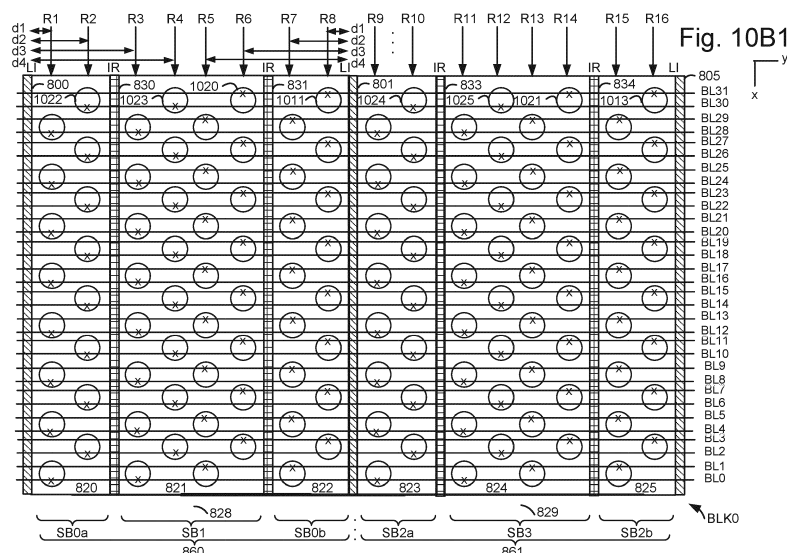 R1 R2 R3 R4 R5 R6 R7 R8 R9 R10 R11 R12 R13 R14 R15 R16
Fig. 10B1
d1 d1
d2 d2
d3 d3
d4 d4
y
x
LI IR IR LI IR IR LI
800 830 1020 831 801 833 834 805
1022 1023 1011 1024 1025 1021 1013
BL31
BL30
BL29
BL28
BL27
BL26
BL25
BL24
BL23
BL22
BL21
BL20
BL19
BL18
BL17
BL16
BL15
BL14
BL13
BL12
BL11
BL10
BL9
BL8
BL7
BL6
BL5
BL4
BL3
BL2
BL1
BL0
820 821 822 823 824 825
828 829
BLK0
SB0a SB1 SB0b SB2a SB3 SB2b
860 861